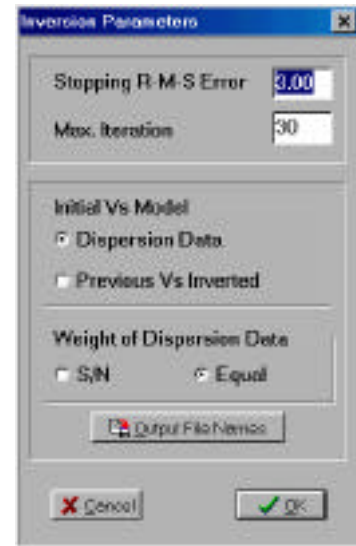 Inversion Parameters
Stopping R-M-S Error 3.00
Max. Iteration 30
Initial Vs Model
Dispersion Data
Previous Vs Inverted
Weight of Dispersion Data
S/N Equal
Output File Names
Cancel OK